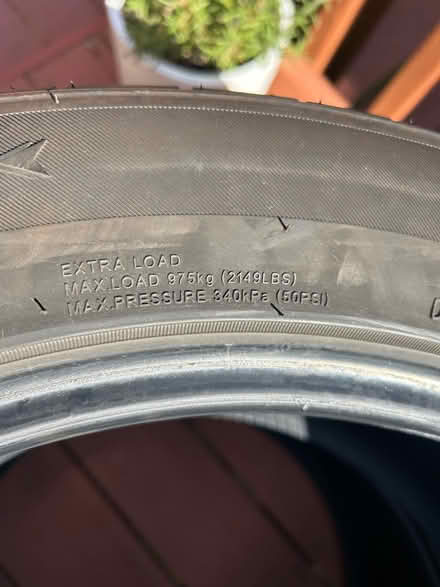 EXTRA LOAD
MAX.LOAD 975kg (2149LBS)
MAX.PRESSURE 340kPa (50PSI)